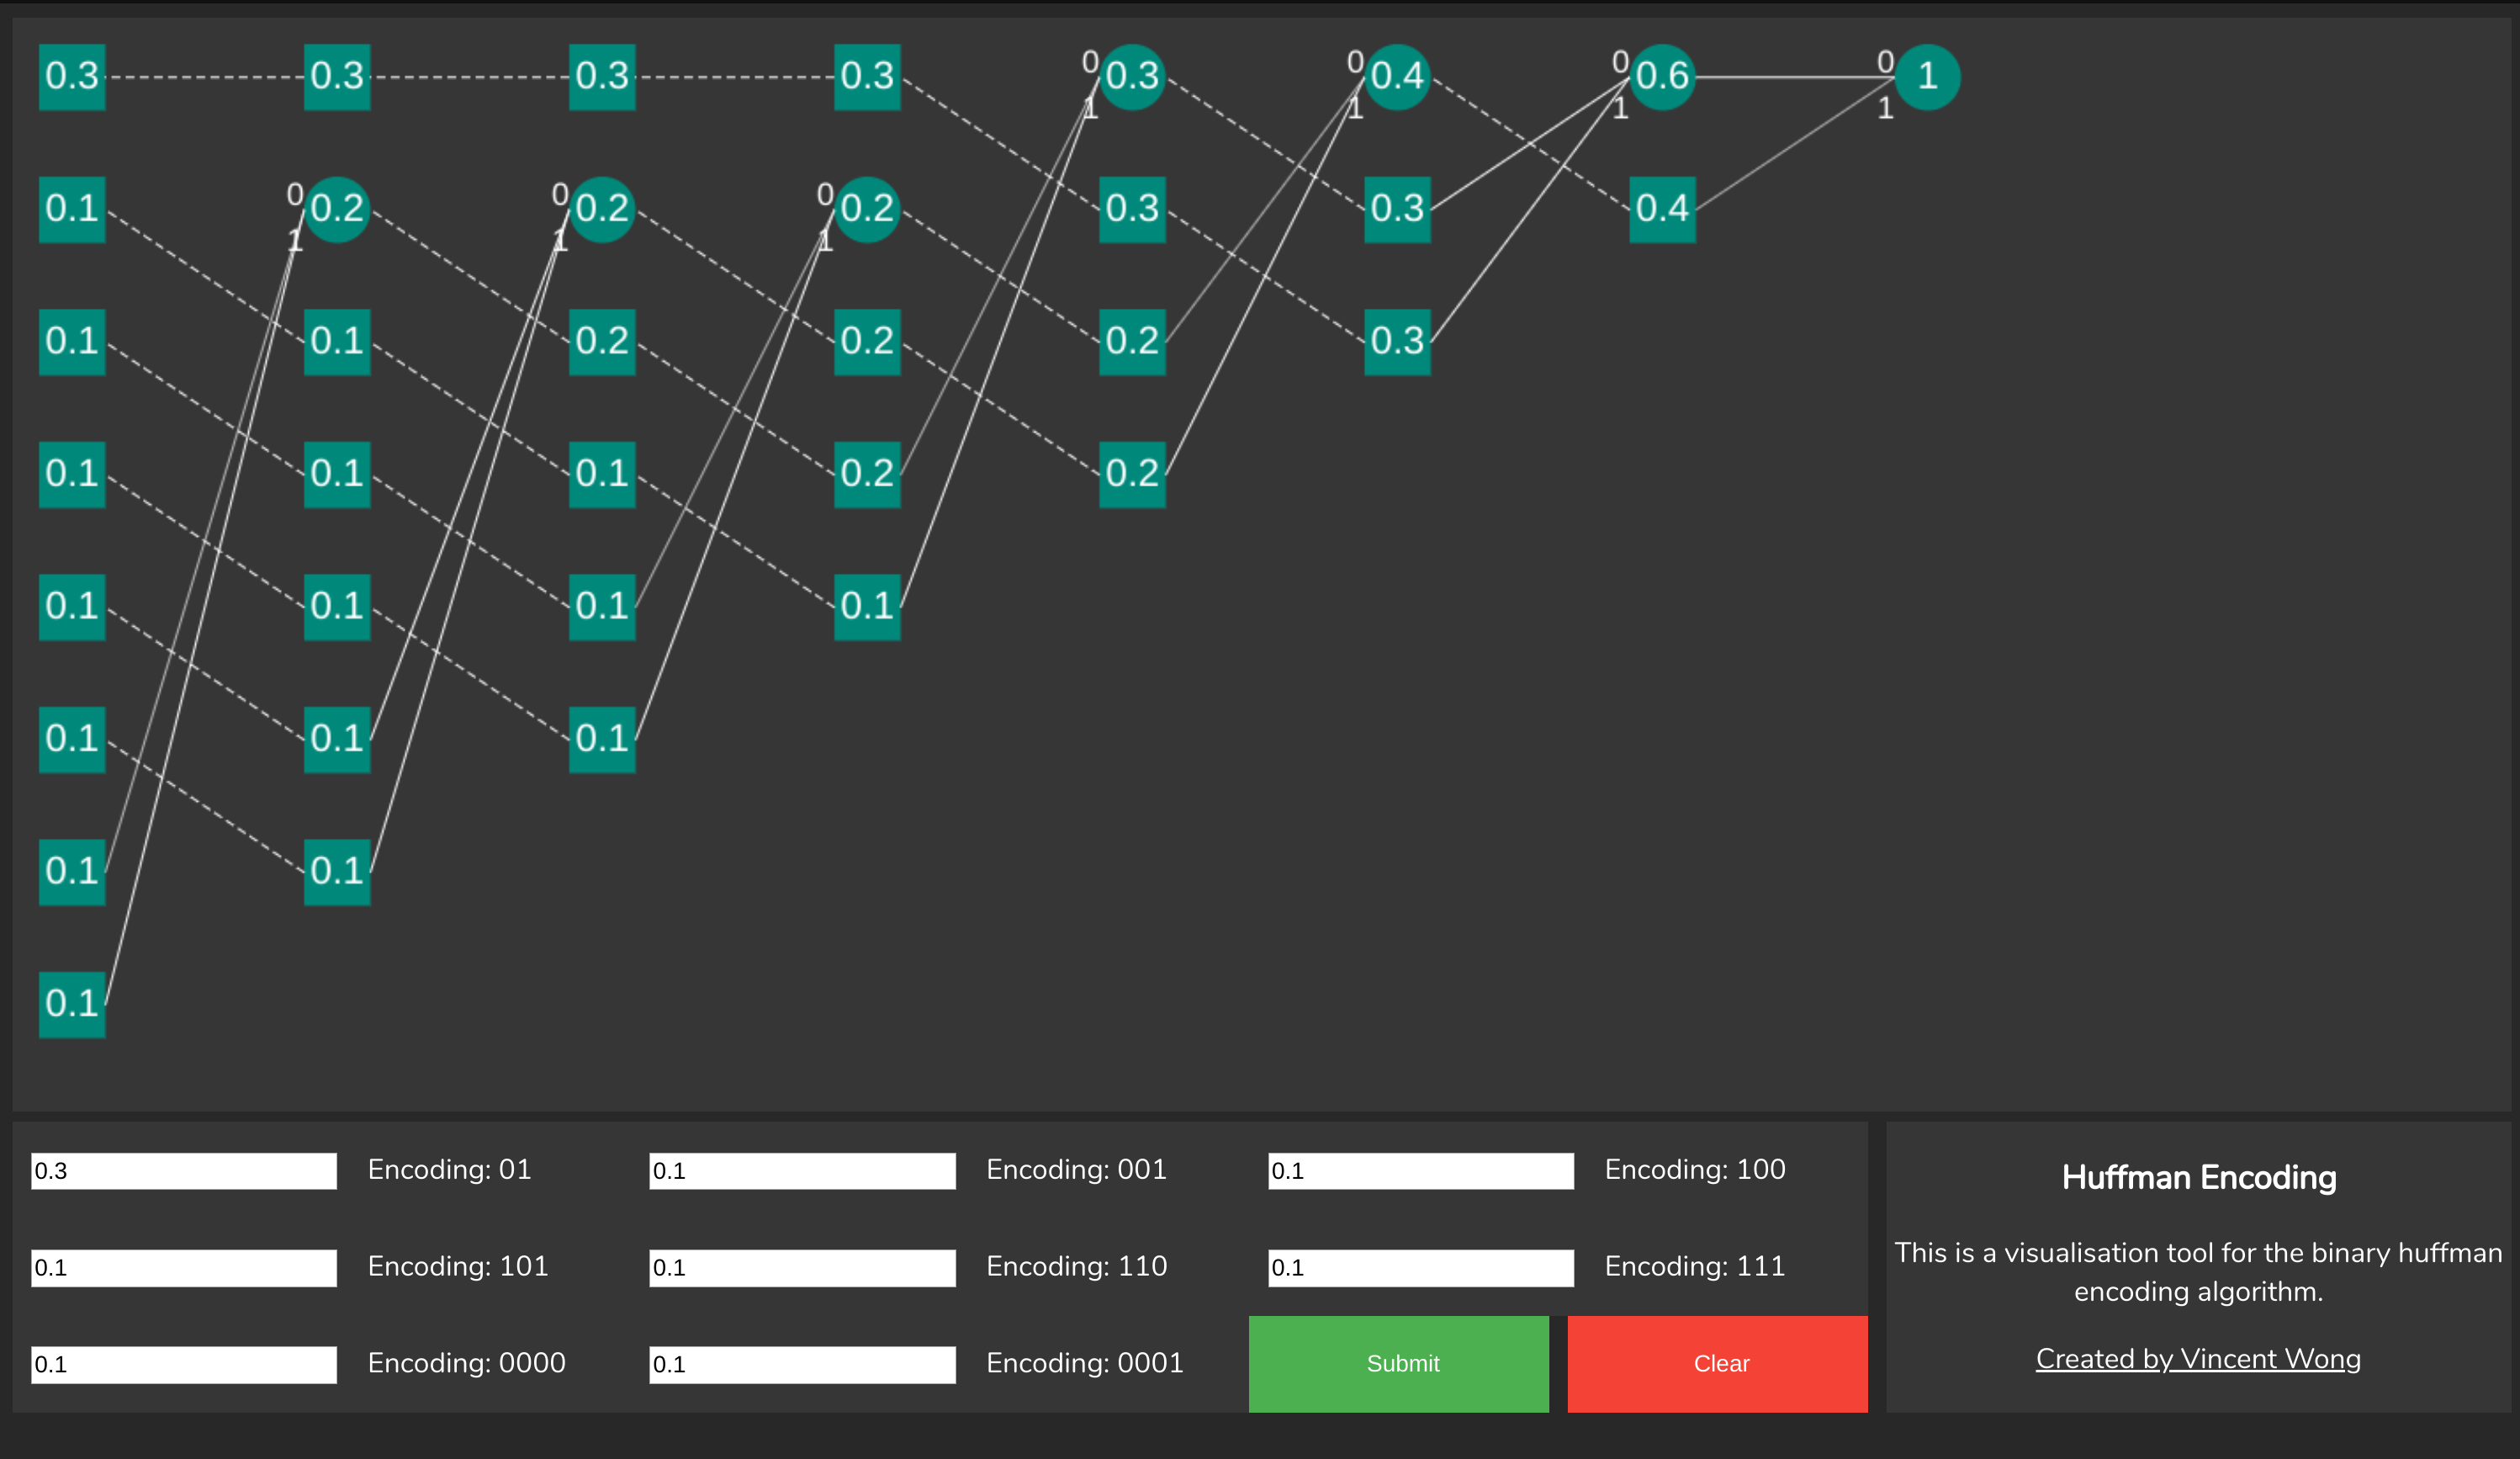 0.3 0.3 0.3 0.3 0 0.3 0 0.4 0 0.6 0 1
1 1 1 1
0.1 0 0.2 0 0.2 0 0.2 0.3 0.3 0.4
1 1 1
0.1 0.1 0.2 0.2 0.2 0.3
0.1 0.1 0.1 0.2 0.2
0.1 0.1 0.1 0.1
0.1 0.1 0.1
0.1 0.1
0.1
0.3 Encoding: 01 0.1 Encoding: 001 0.1 Encoding: 100
0.1 Encoding: 101 0.1 Encoding: 110 0.1 Encoding: 111
0.1 Encoding: 0000 0.1 Encoding: 0001 Submit Clear
Huffman Encoding
This is a visualisation tool for the binary huffman
encoding algorithm.
Created by Vincent Wong